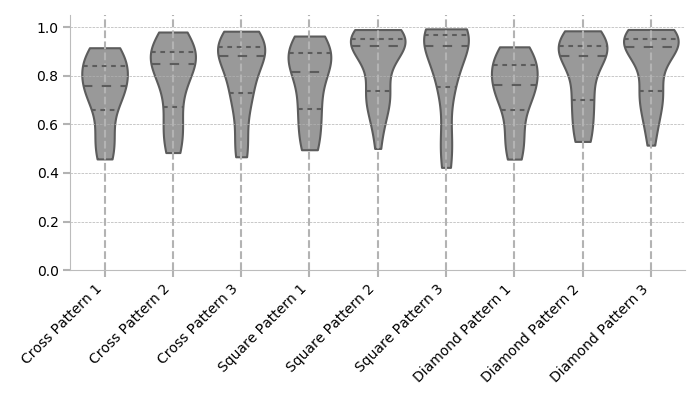 1.0
0.8
0.6
0.4
0.2
0.0
Cross Pattern 1
Cross Pattern 2
Cross Pattern 3
Square Pattern 1
Square Pattern 2
Square Pattern 3
Diamond Pattern 1
Diamond Pattern 2
Diamond Pattern 3